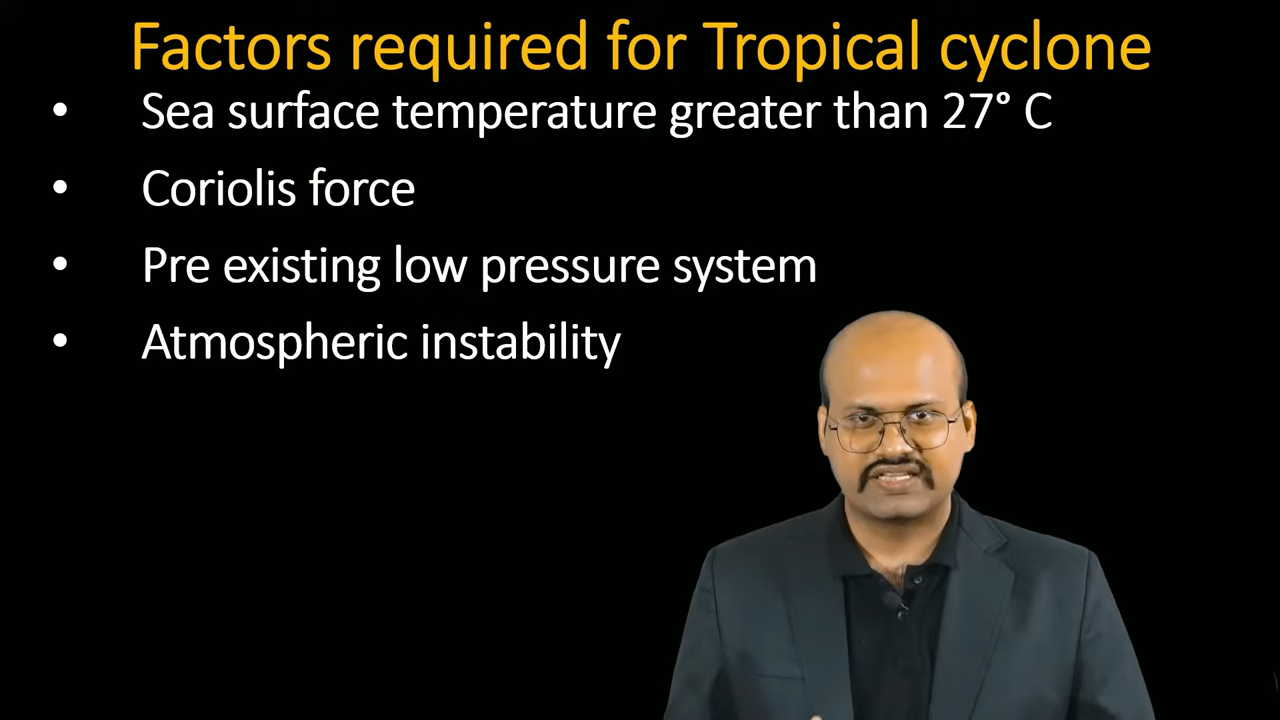 Factors required for Tropical cyclone
• Sea surface temperature greater than 27° C
• Coriolis force
• Pre existing low pressure system
• Atmospheric instability